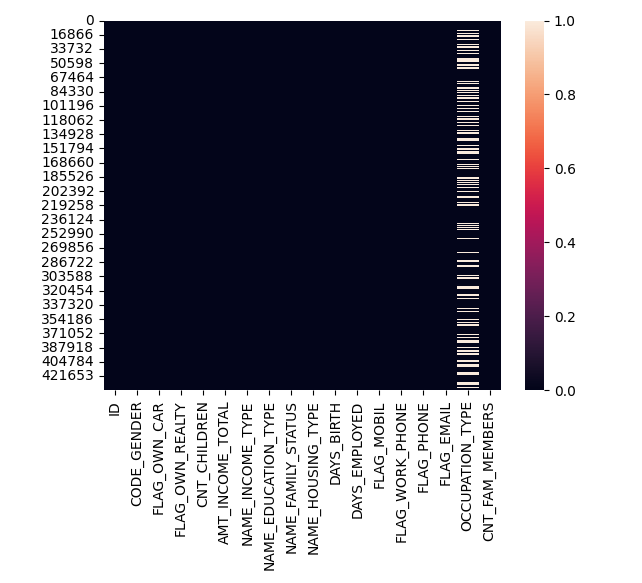 0
16866
33732
50598
67464
84330
101196
118062
134928
151794
168660
185526
202392
219258
236124
252990
269856
286722
303588
320454
337320
354186
371052
387918
404784
421653
ID
CODE_GENDER
FLAG_OWN_CAR
FLAG_OWN_REALTY
CNT_CHILDREN
AMT_INCOME_TOTAL
NAME_INCOME_TYPE
NAME_EDUCATION_TYPE
NAME_FAMILY_STATUS
NAME_HOUSING_TYPE
DAYS_BIRTH
DAYS_EMPLOYED
FLAG_MOBIL
FLAG_WORK_PHONE
FLAG_PHONE
FLAG_EMAIL
OCCUPATION_TYPE
CNT_FAM_MEMBERS
1.0
0.8
0.6
0.4
0.2
0.0